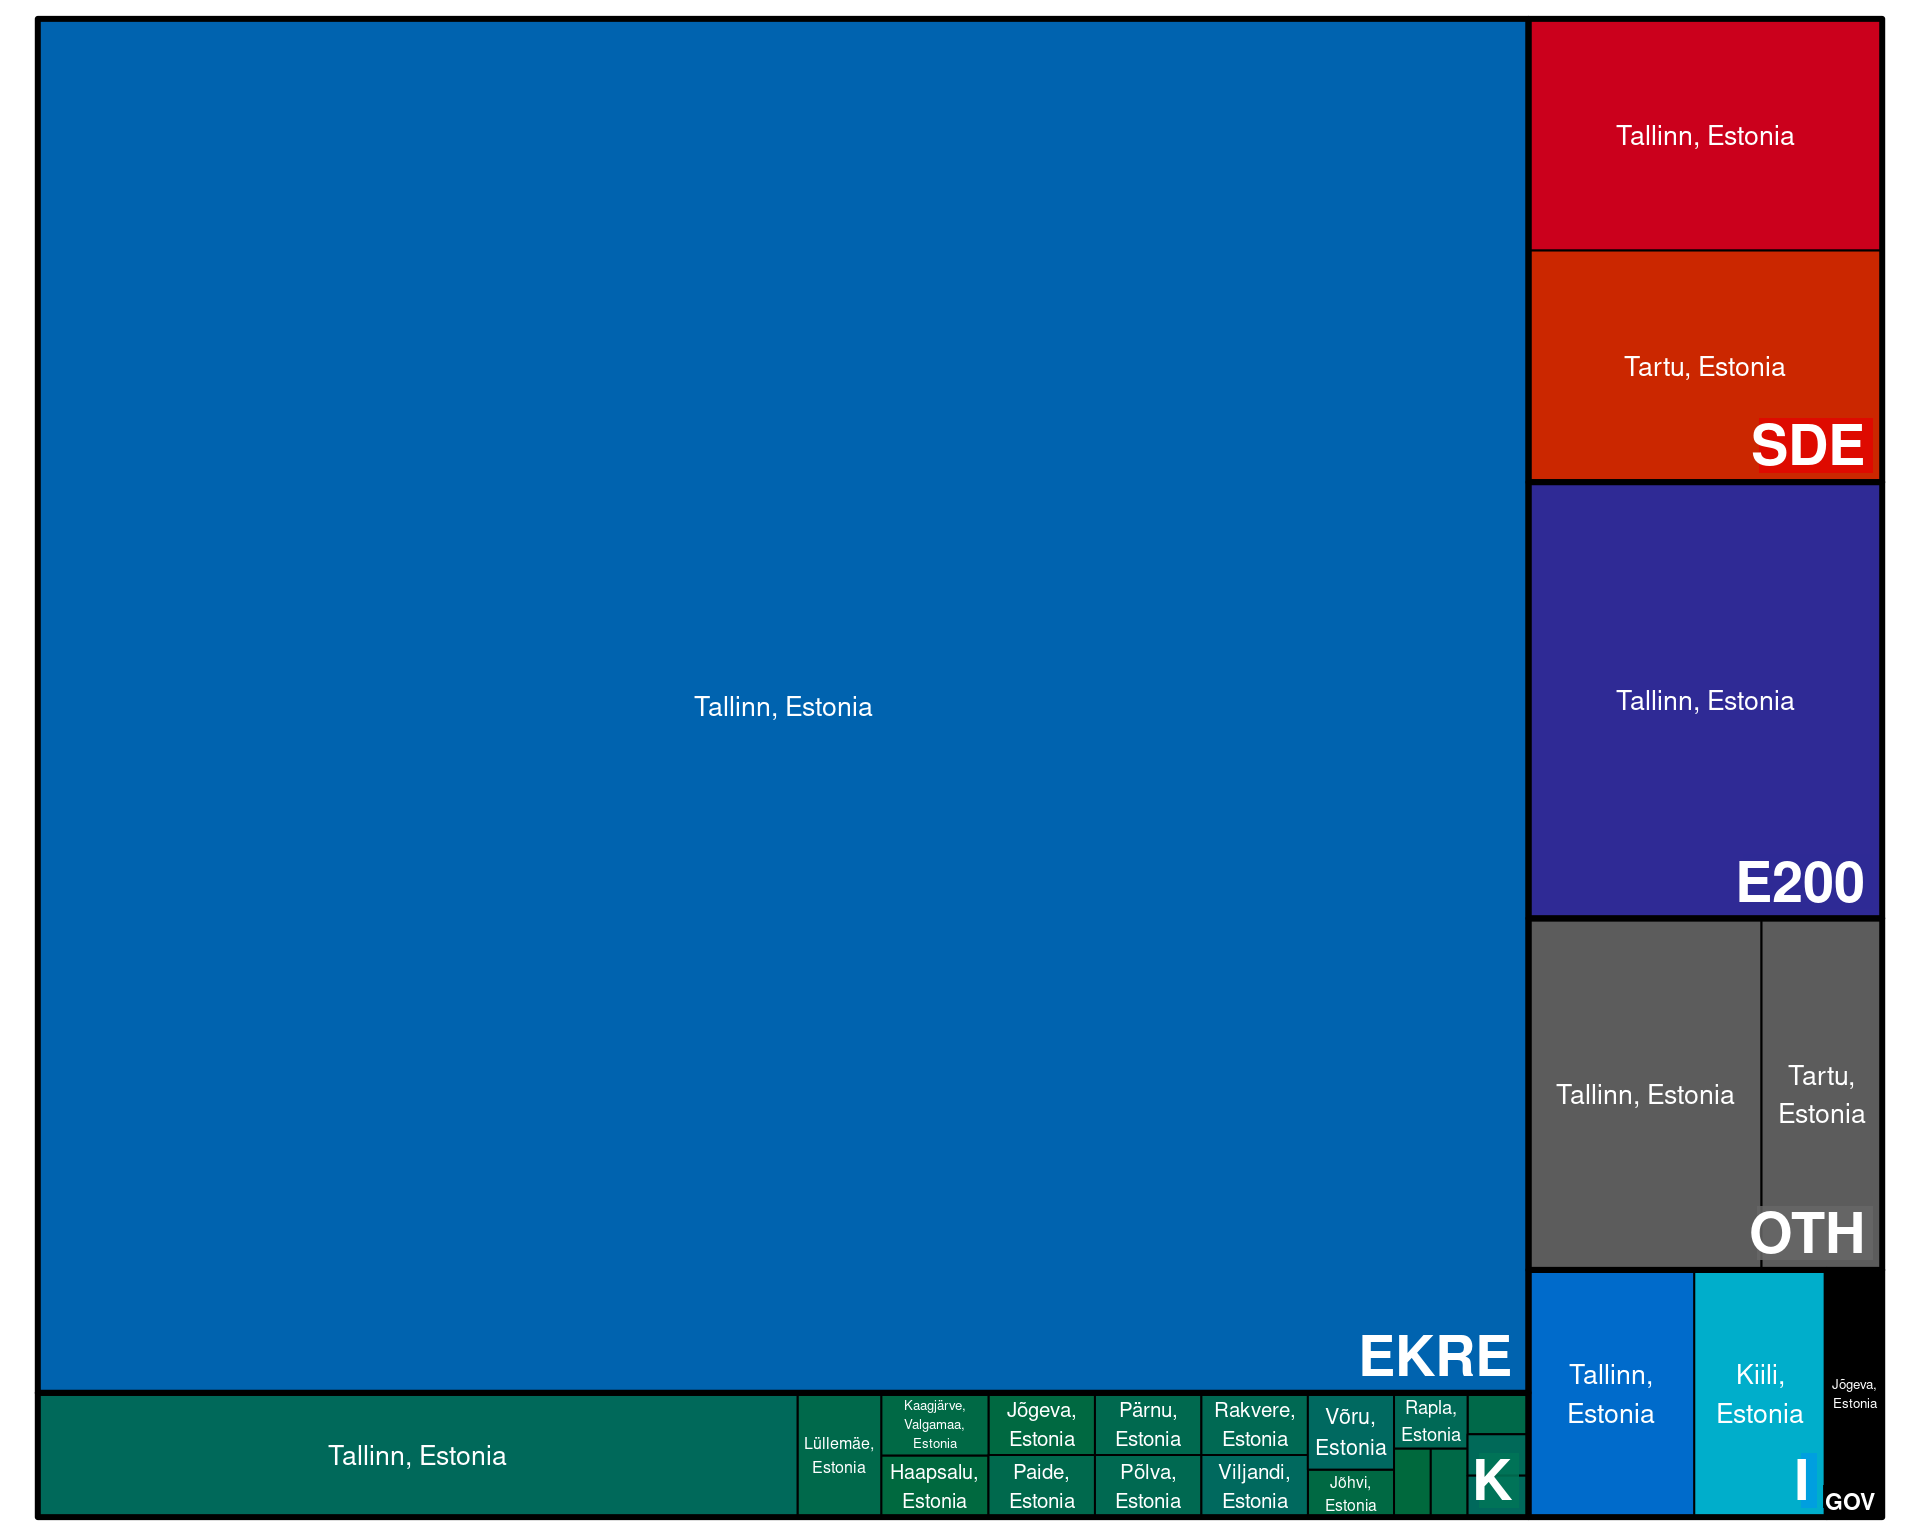 Tallinn, Estonia
EKRE
Tallinn, Estonia
Lüllemäe,
Estonia
Kaagjärve,
Valgamaa,
Estonia
Haapsalu,
Estonia
Jõgeva,
Estonia
Paide,
Estonia
Pärnu,
Estonia
Põlva,
Estonia
Rakvere,
Estonia
Viljandi,
Estonia
Võru,
Estonia
Jõhvi,
Estonia
Rapla,
Estonia
K
Tallinn, Estonia
Tartu, Estonia
SDE
Tallinn, Estonia
E200
Tallinn, Estonia
Tartu,
Estonia
OTH
Tallinn,
Estonia
Kiili,
Estonia
I
Jõgeva,
Estonia
GOV